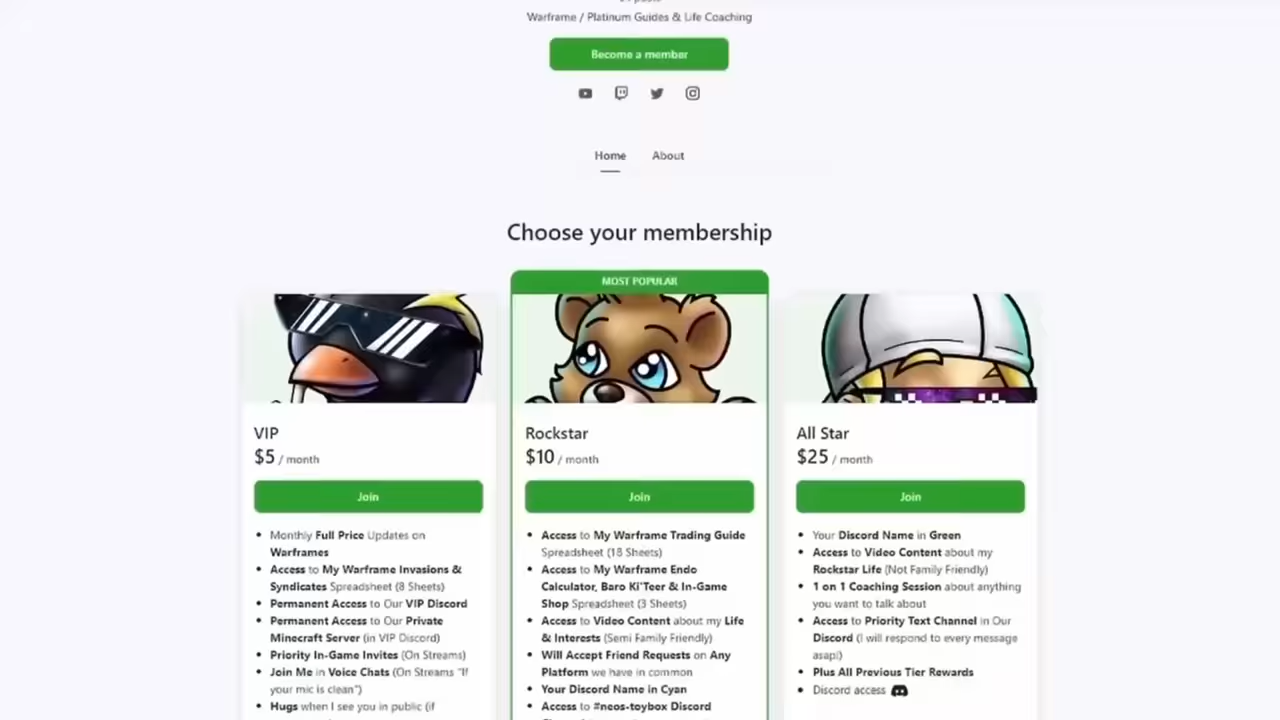 Warframe / Platinum Guides & Life Coaching
Become a member
Home
About
Choose your membership
MOST POPULAR
VIP
$5 / month
Join
Monthly Full Price Updates on
Warframes
Access to My Warframe Invasions &
Syndicates Spreadsheet (8 Sheets)
Permanent Access to Our VIP Discord
Permanent Access to Our Private
Minecraft Server (in VIP Discord)
Priority In-Game Invites (On Streams)
Join Me in Voice Chats (On Streams "If
your mic is clean")
Hugs when I see you in public (if
Rockstar
$10 / month
Join
Access to My Warframe Trading Guide
Spreadsheet (18 Sheets)
Access to My Warframe Endo
Calculator, Baro Ki'Teer & In-Game
Shop Spreadsheet (3 Sheets)
Access to Video Content about my Life
& Interests (Semi Family Friendly)
Will Accept Friend Requests on Any
Platform we have in common
Your Discord Name in Cyan
Access to #neos-toybox Discord
All Star
$25 / month
Join
Your Discord Name in Green
Access to Video Content about my
Rockstar Life (Not Family Friendly)
1 on 1 Coaching Session about anything
you want to talk about
Access to Priority Text Channel in Our
Discord (I will respond to every message
asap!)
Plus All Previous Tier Rewards
Discord access